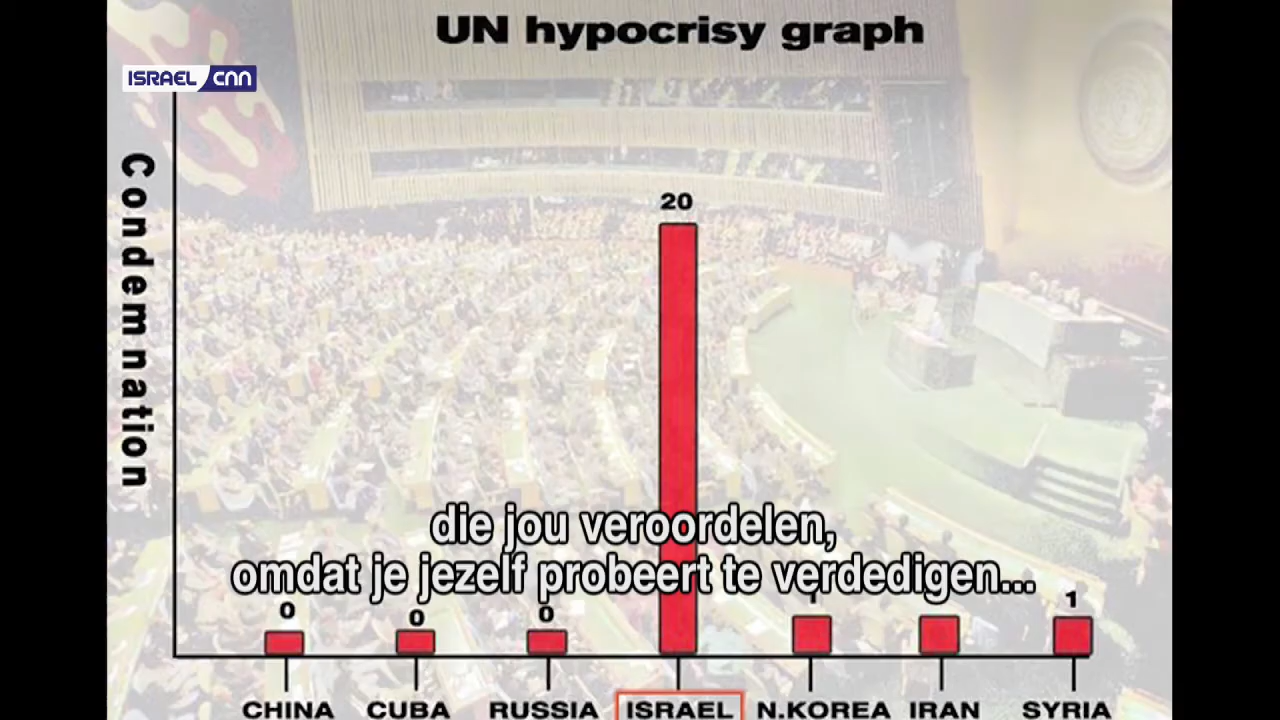 UN hypocrisy graph
ISRAEL CNN
Condemnation
20
die jou veroordelen,
omdat je jezelf probeert te verdedigen...
0
0
0
1
CHINA
CUBA
RUSSIA
ISRAEL
N.KOREA
IRAN
SYRIA